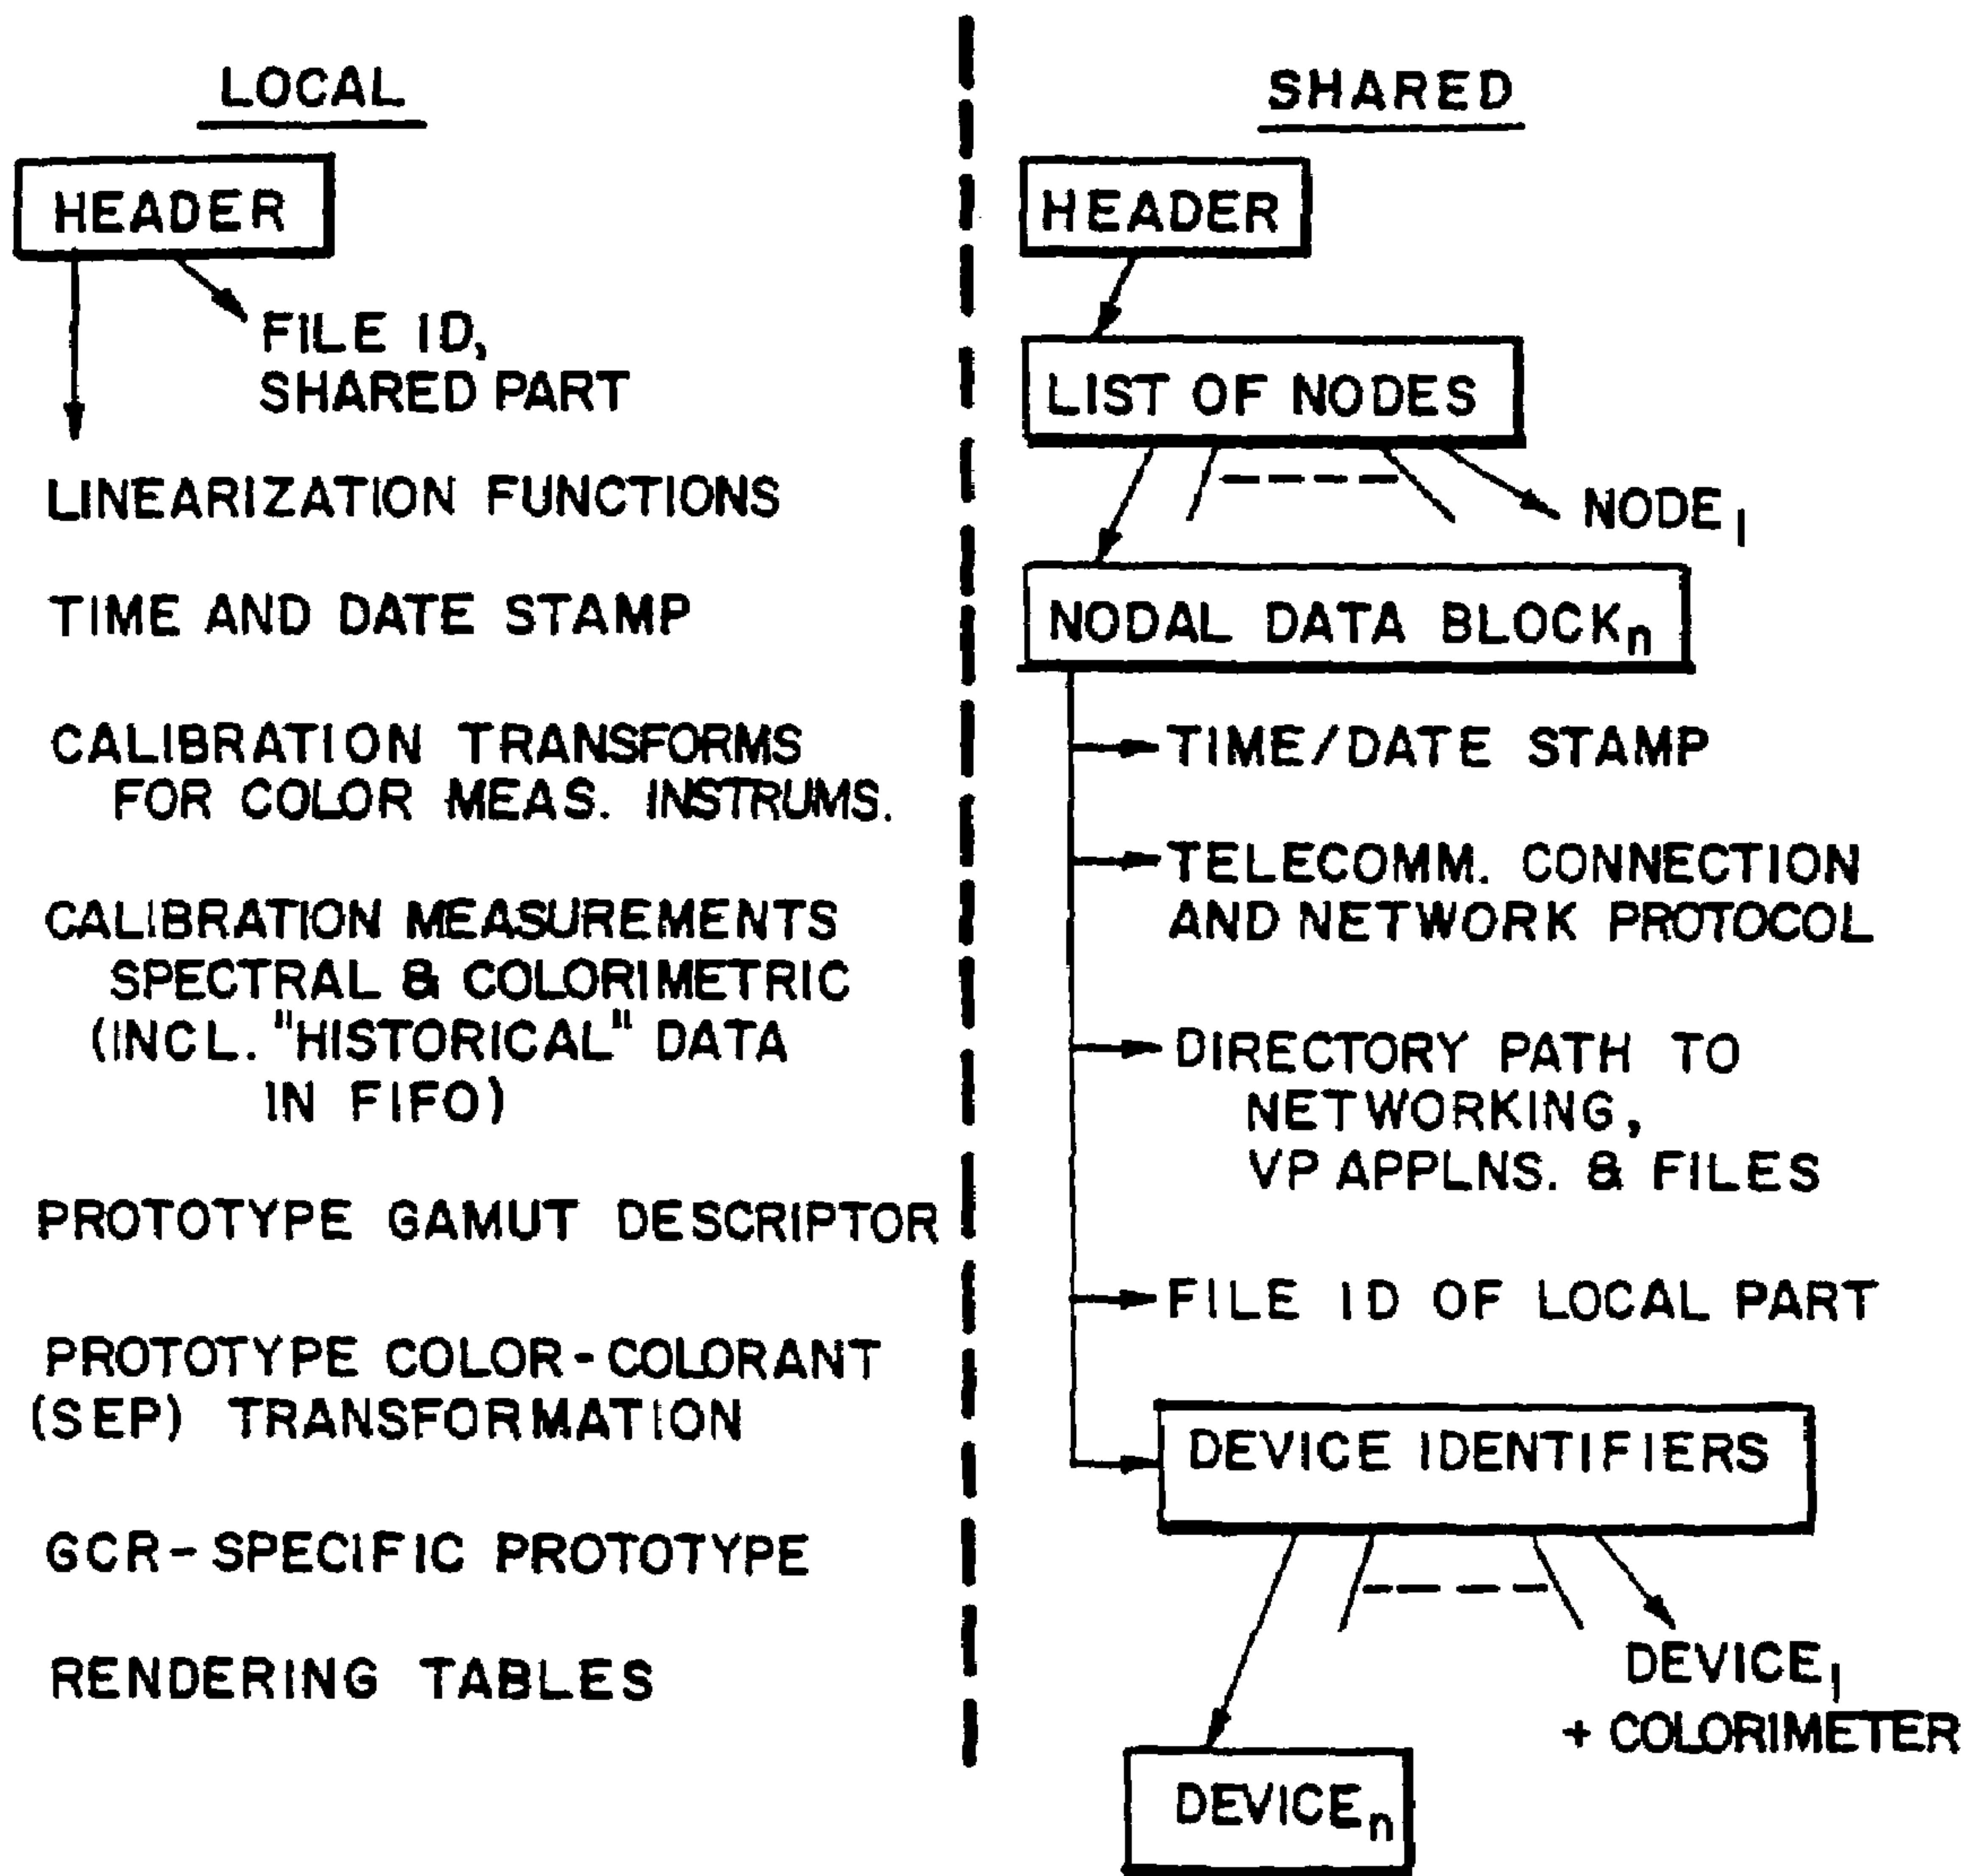 LOCAL
HEADER
FILE ID,
SHARED PART
LINEARIZATION FUNCTIONS
TIME AND DATE STAMP
CALIBRATION TRANSFORMS
FOR COLOR MEAS. INSTRUMS.
CALIBRATION MEASUREMENTS
SPECTRAL & COLORIMETRIC
(INCL. "HISTORICAL" DATA
IN FIFO)
PROTOTYPE GAMUT DESCRIPTOR
PROTOTYPE COLOR-COLORANT
(SEP) TRANSFORMATION
GCR-SPECIFIC PROTOTYPE
RENDERING TABLES
SHARED
HEADER
LIST OF NODES
NODE1
NODAL DATA BLOCKn
TIME/DATE STAMP
TELECOMM. CONNECTION
AND NETWORK PROTOCOL
DIRECTORY PATH TO
NETWORKING,
VP APPLNS. & FILES
FILE ID OF LOCAL PART
DEVICE IDENTIFIERS
DEVICE1
+ COLORIMETER
DEVICEn